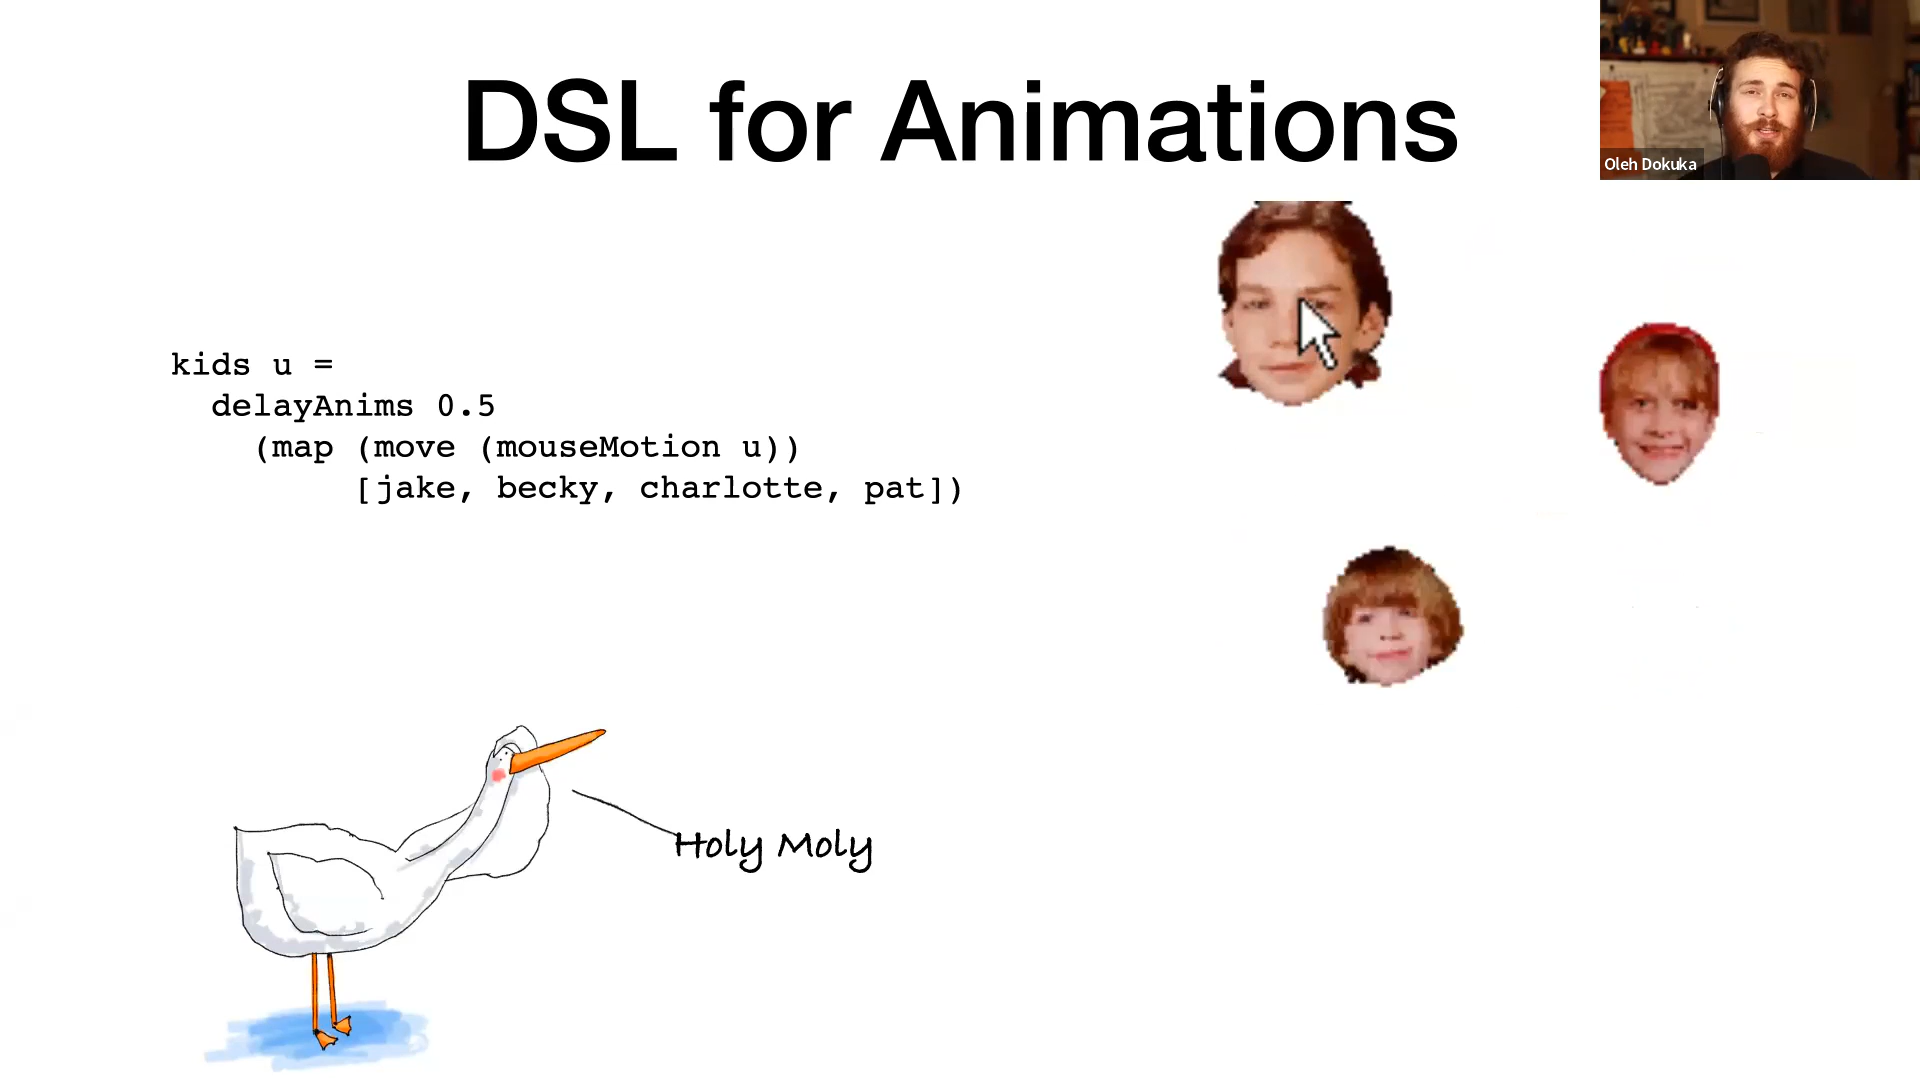 DSL for Animations
Oleh Dokuka
kids u =
delayAnims 0.5
(map (move (mouseMotion u))
[jake, becky, charlotte, pat])
Holy Moly